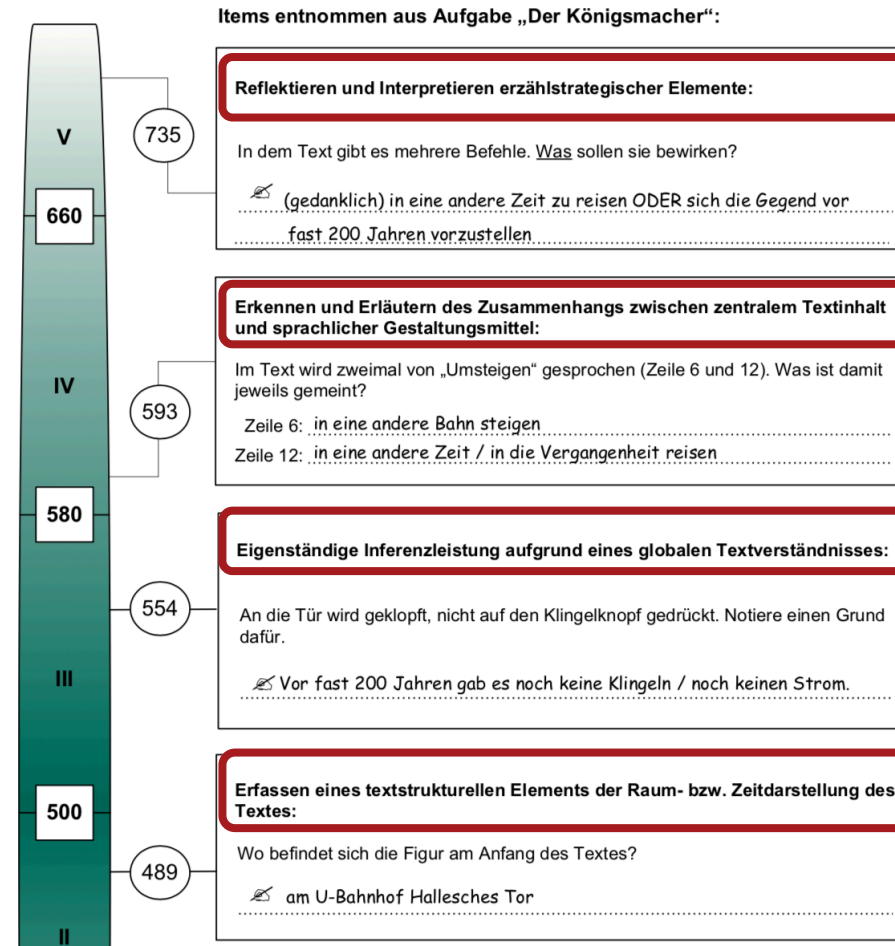 Items entnommen aus Aufgabe „Der Königsmacher“:
Reflektieren und Interpretieren erzählstrategischer Elemente:
V
735
In dem Text gibt es mehrere Befehle. Was sollen sie bewirken?
(gedanklich) in eine andere Zeit zu reisen ODER sich die Gegend vor
fast 200 Jahren vorzustellen
660
Erkennen und Erläutern des Zusammenhangs zwischen zentralem Textinhalt
und sprachlicher Gestaltungsmittel:
IV
593
Im Text wird zweimal von „Umsteigen“ gesprochen (Zeile 6 und 12). Was ist damit
jeweils gemeint?
Zeile 6: in eine andere Bahn steigen
Zeile 12: in eine andere Zeit / in die Vergangenheit reisen
580
Eigenständige Inferenzleistung aufgrund eines globalen Textverständnisses:
554
An die Tür wird geklopft, nicht auf den Klingelknopf gedrückt. Notiere einen Grund
dafür.
III
Vor fast 200 Jahren gab es noch keine Klingeln / noch keinen Strom.
Erfassen eines textstrukturellen Elements der Raum- bzw. Zeitdarstellung des
Textes:
500
Wo befindet sich die Figur am Anfang des Textes?
489
am U-Bahnhof Hallesches Tor
II